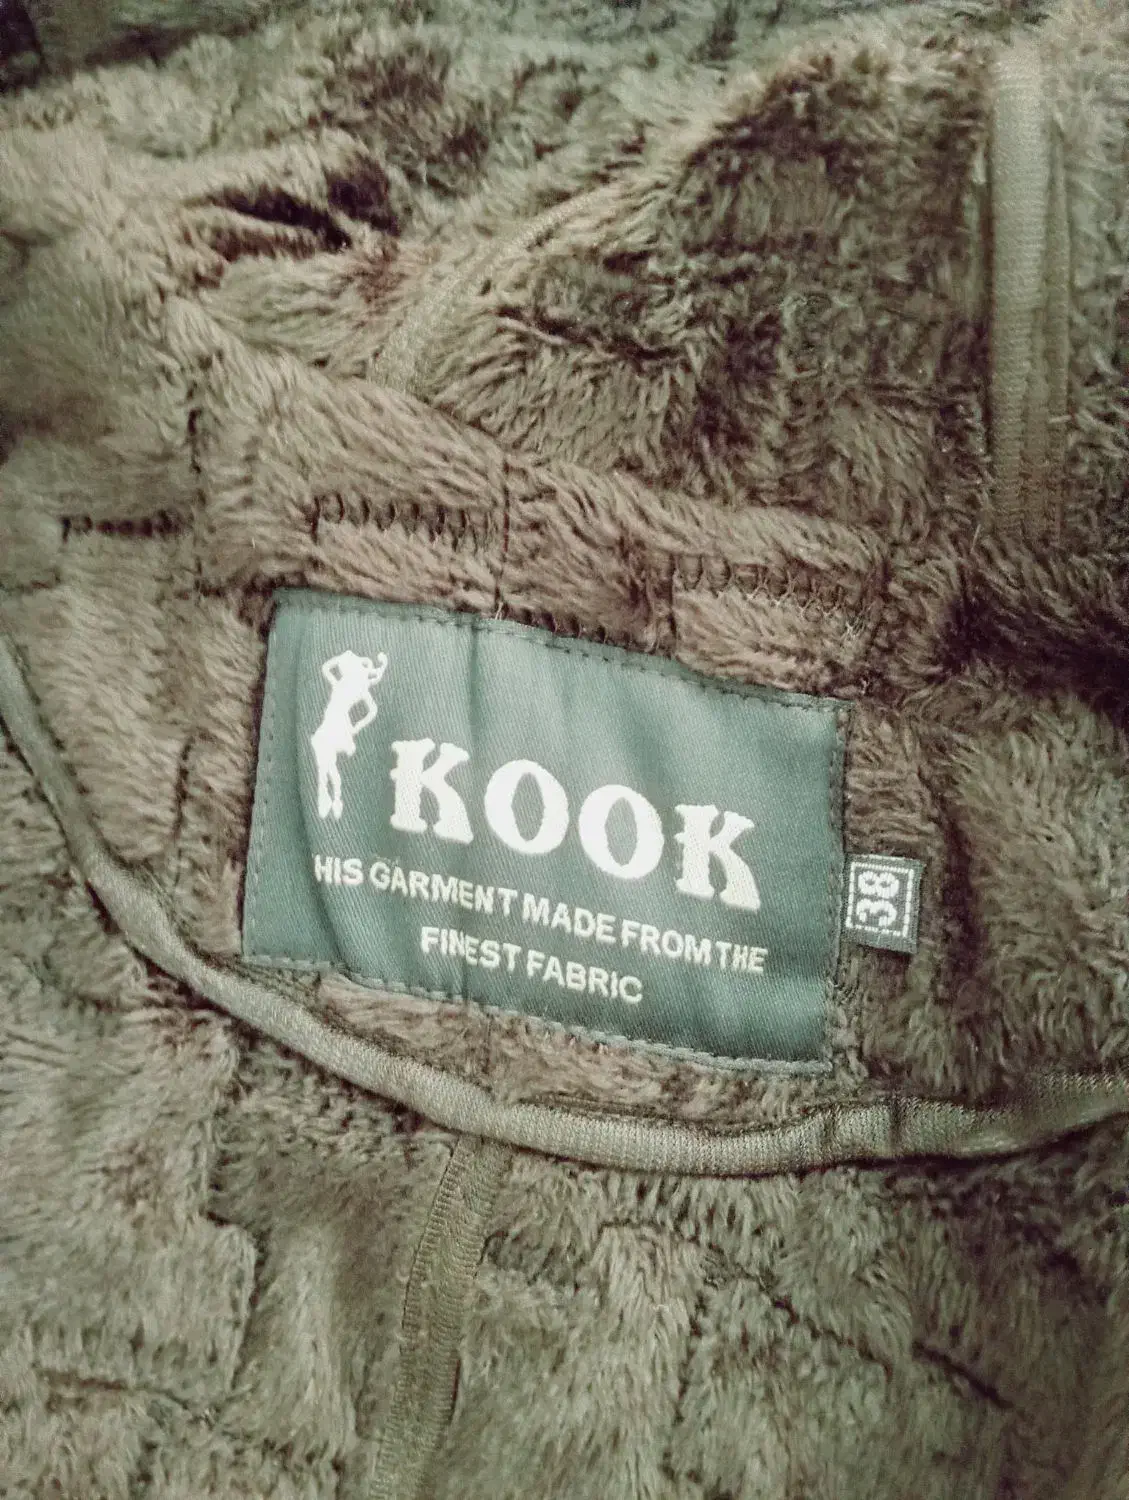 KOOK
HIS GARMENT MADE FROM THE
FINEST FABRIC
38